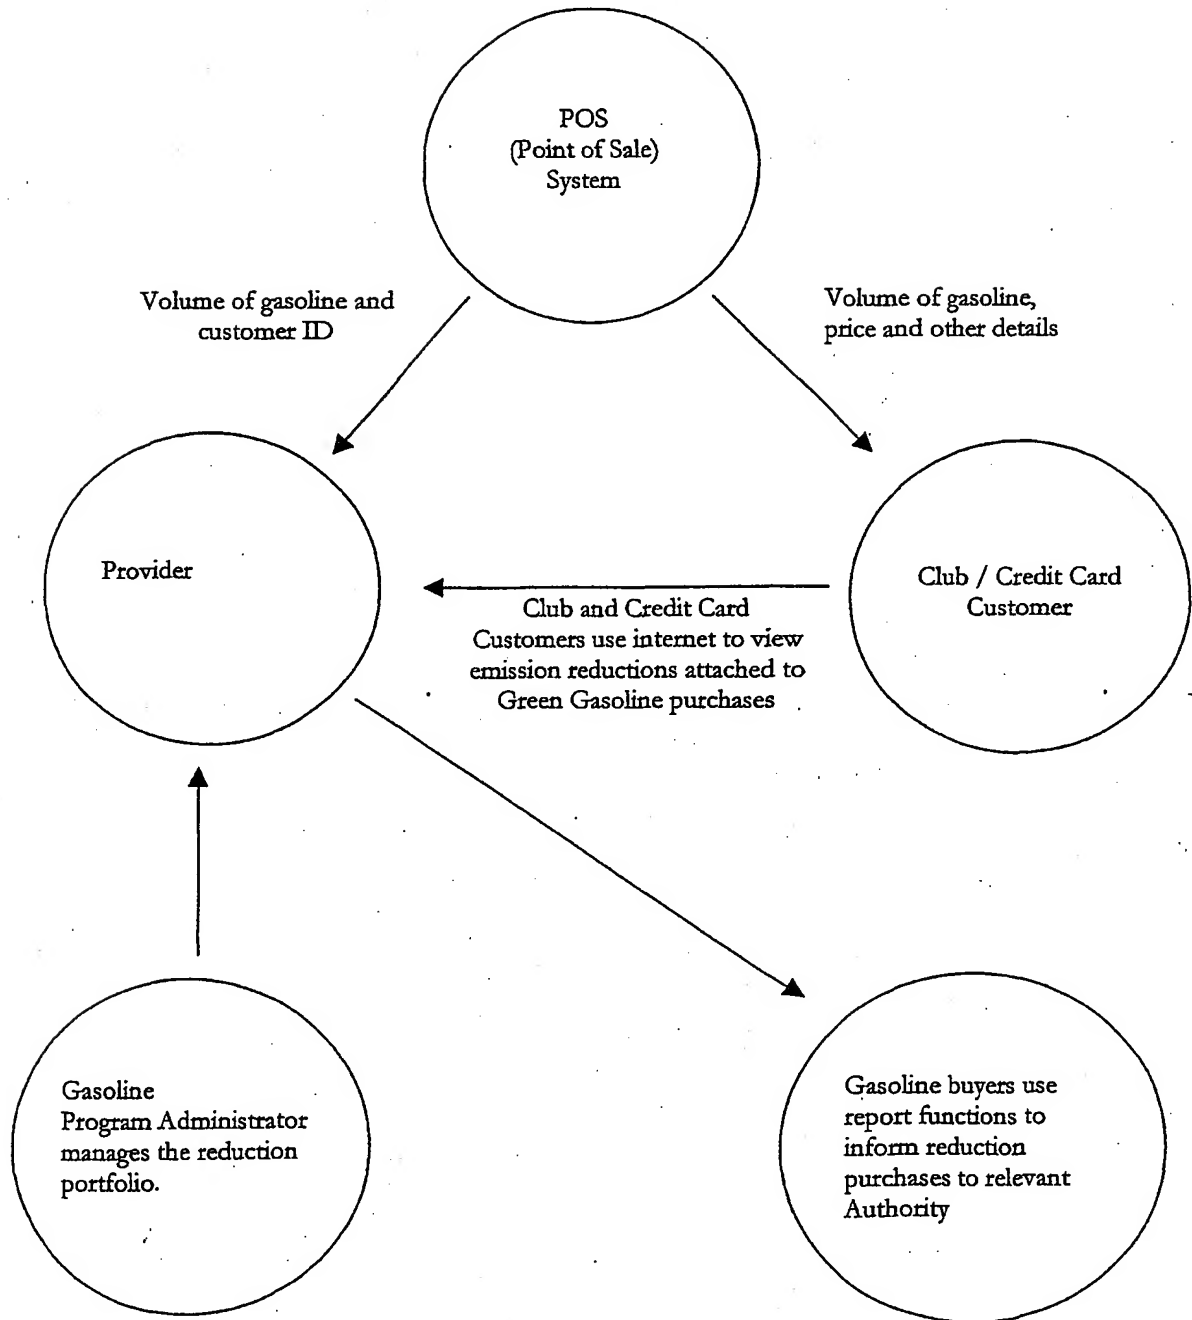 POS
(Point of Sale)
System
Volume of gasoline and
customer ID
Volume of gasoline,
price and other details
Provider
Club / Credit Card
Customer
Club and Credit Card
Customers use internet to view
emission reductions attached to
Green Gasoline purchases
Gasoline
Program Administrator
manages the reduction
portfolio.
Gasoline buyers use
report functions to
inform reduction
purchases to relevant
Authority